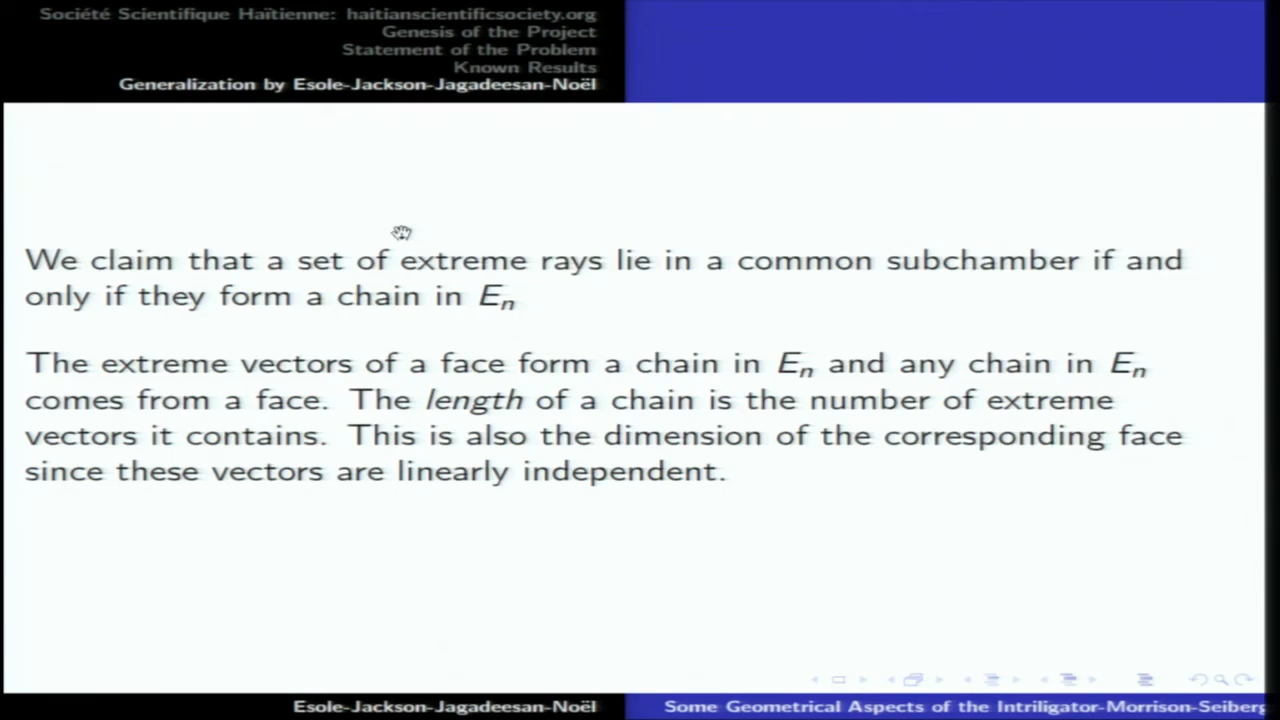 Société Scientifique Haïtienne: haitianscientificsociety.org
Genesis of the Project
Statement of the Problem
Known Results
Generalization by Esole-Jackson-Jagadeesan-Noël
We claim that a set of extreme rays lie in a common subchamber if and
only if they form a chain in Eₙ
The extreme vectors of a face form a chain in Eₙ and any chain in Eₙ
comes from a face. The length of a chain is the number of extreme
vectors it contains. This is also the dimension of the corresponding face
since these vectors are linearly independent.
Esole-Jackson-Jagadeesan-Noël
Some Geometrical Aspects of the Intriligator-Morrison-Seiberg